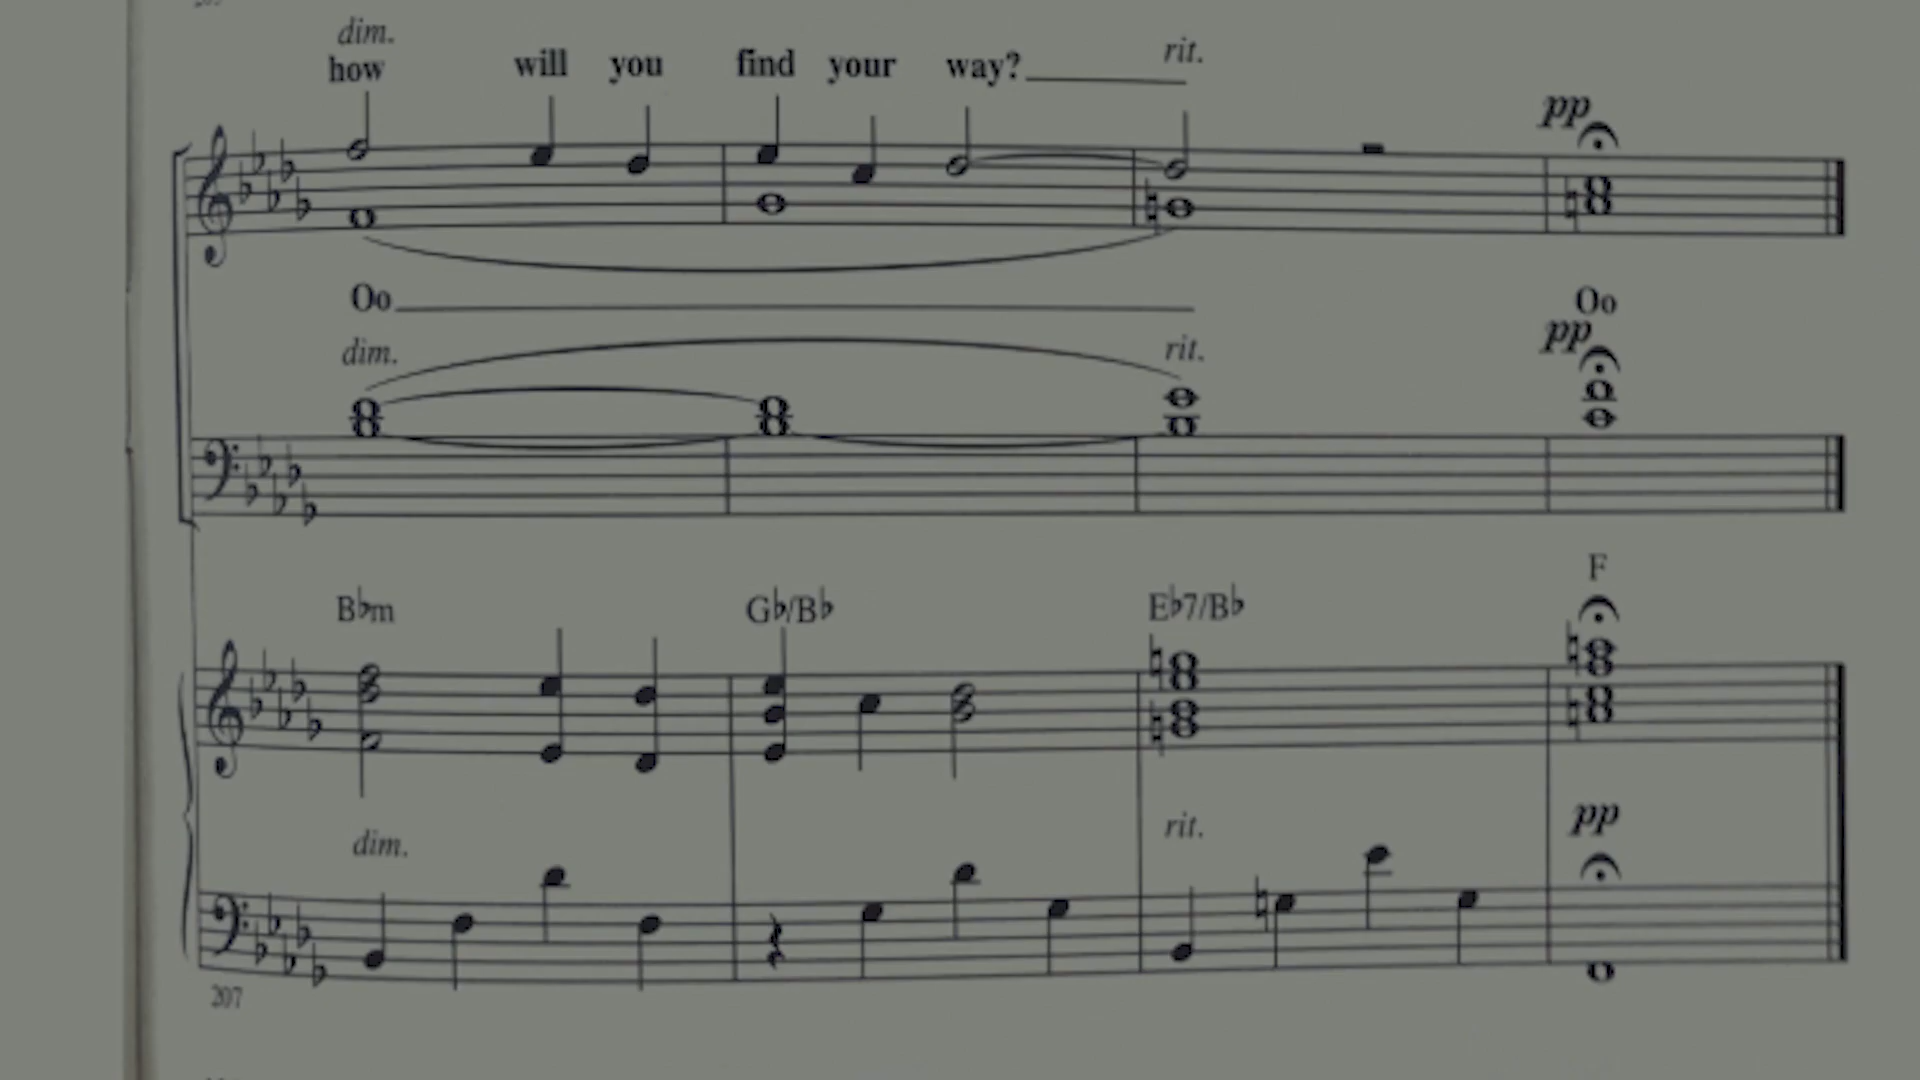 dim. rit.
how will you find your way?
pp
Oo Oo
dim. rit. pp
F
B♭m G♭/B♭ E♭7/B♭
dim. rit. pp
207